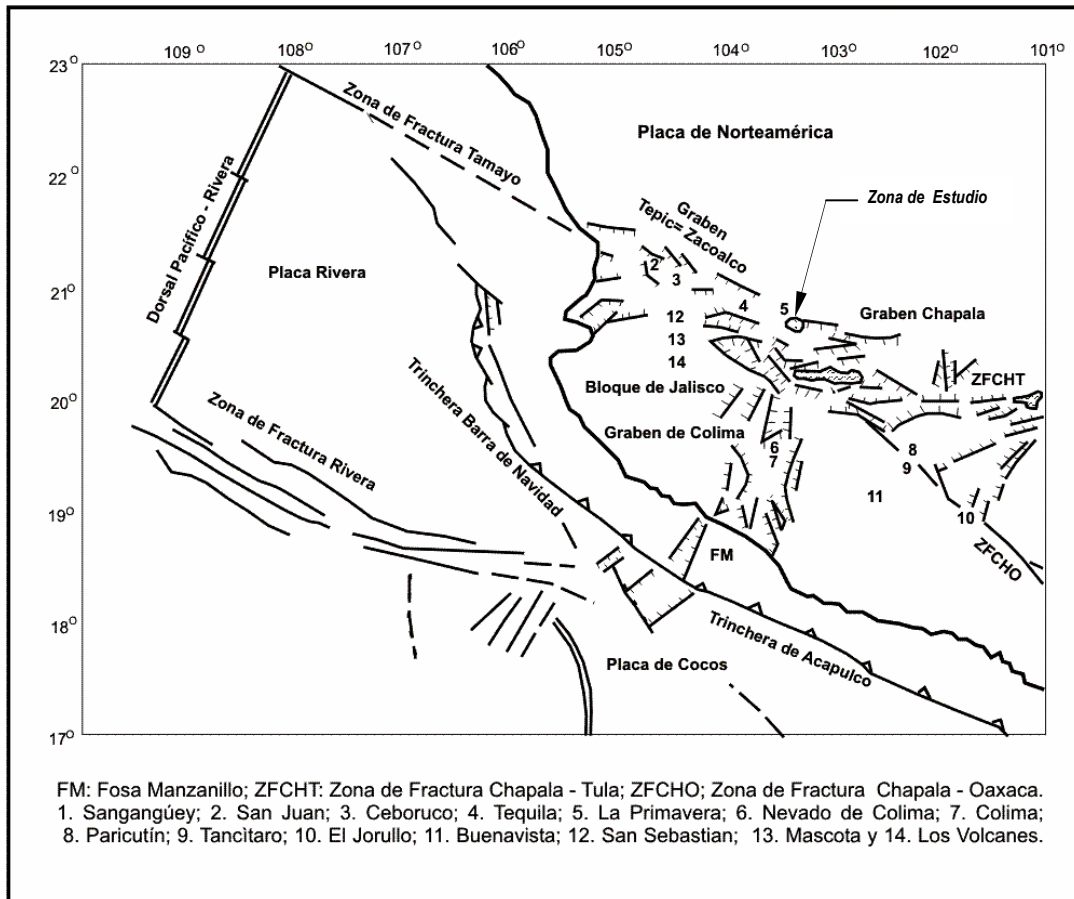 109 o 108 o 107 o 106 o 105 o 104 o 103 o 102 o 101 o
23 o
22 o
21 o
20 o
19 o
18 o
17 o
Zona de Fractura Tamayo
Placa de Norteamérica
Dorsal Pacífico - Rivera
Placa Rivera
Graben
Tepic= Zacoalco
Zona de Estudio
2
3
4
5
Graben Chapala
12
13
14
Bloque de Jalisco
ZFCHT
Graben de Colima
6
7
8
9
10
11
Zona de Fractura Rivera
Trinchera Barra de Navidad
FM
ZFCHO
Trinchera de Acapulco
Placa de Cocos
FM: Fosa Manzanillo; ZFCHT: Zona de Fractura Chapala - Tula; ZFCHO; Zona de Fractura Chapala - Oaxaca.
1. Sangangúey; 2. San Juan; 3. Ceboruco; 4. Tequila; 5. La Primavera; 6. Nevado de Colima; 7. Colima;
8. Paricutín; 9. Tancìtaro; 10. El Jorullo; 11. Buenavista; 12. San Sebastian; 13. Mascota y 14. Los Volcanes.